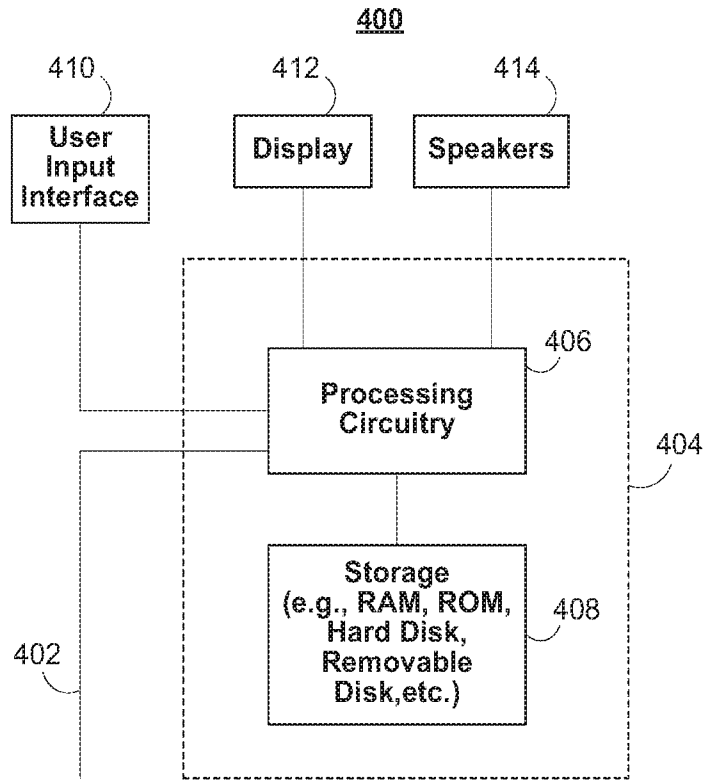 400
410
412
414
User
Input
Interface
Display
Speakers
406
Processing
Circuitry
404
Storage
(e.g., RAM, ROM,
Hard Disk,
Removable
Disk,etc.)
408
402